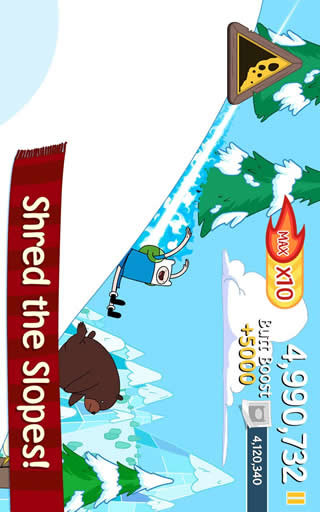 4,990,732
4,120,340
MAX X10
Butt Boost
+5000
Shred the Slopes!